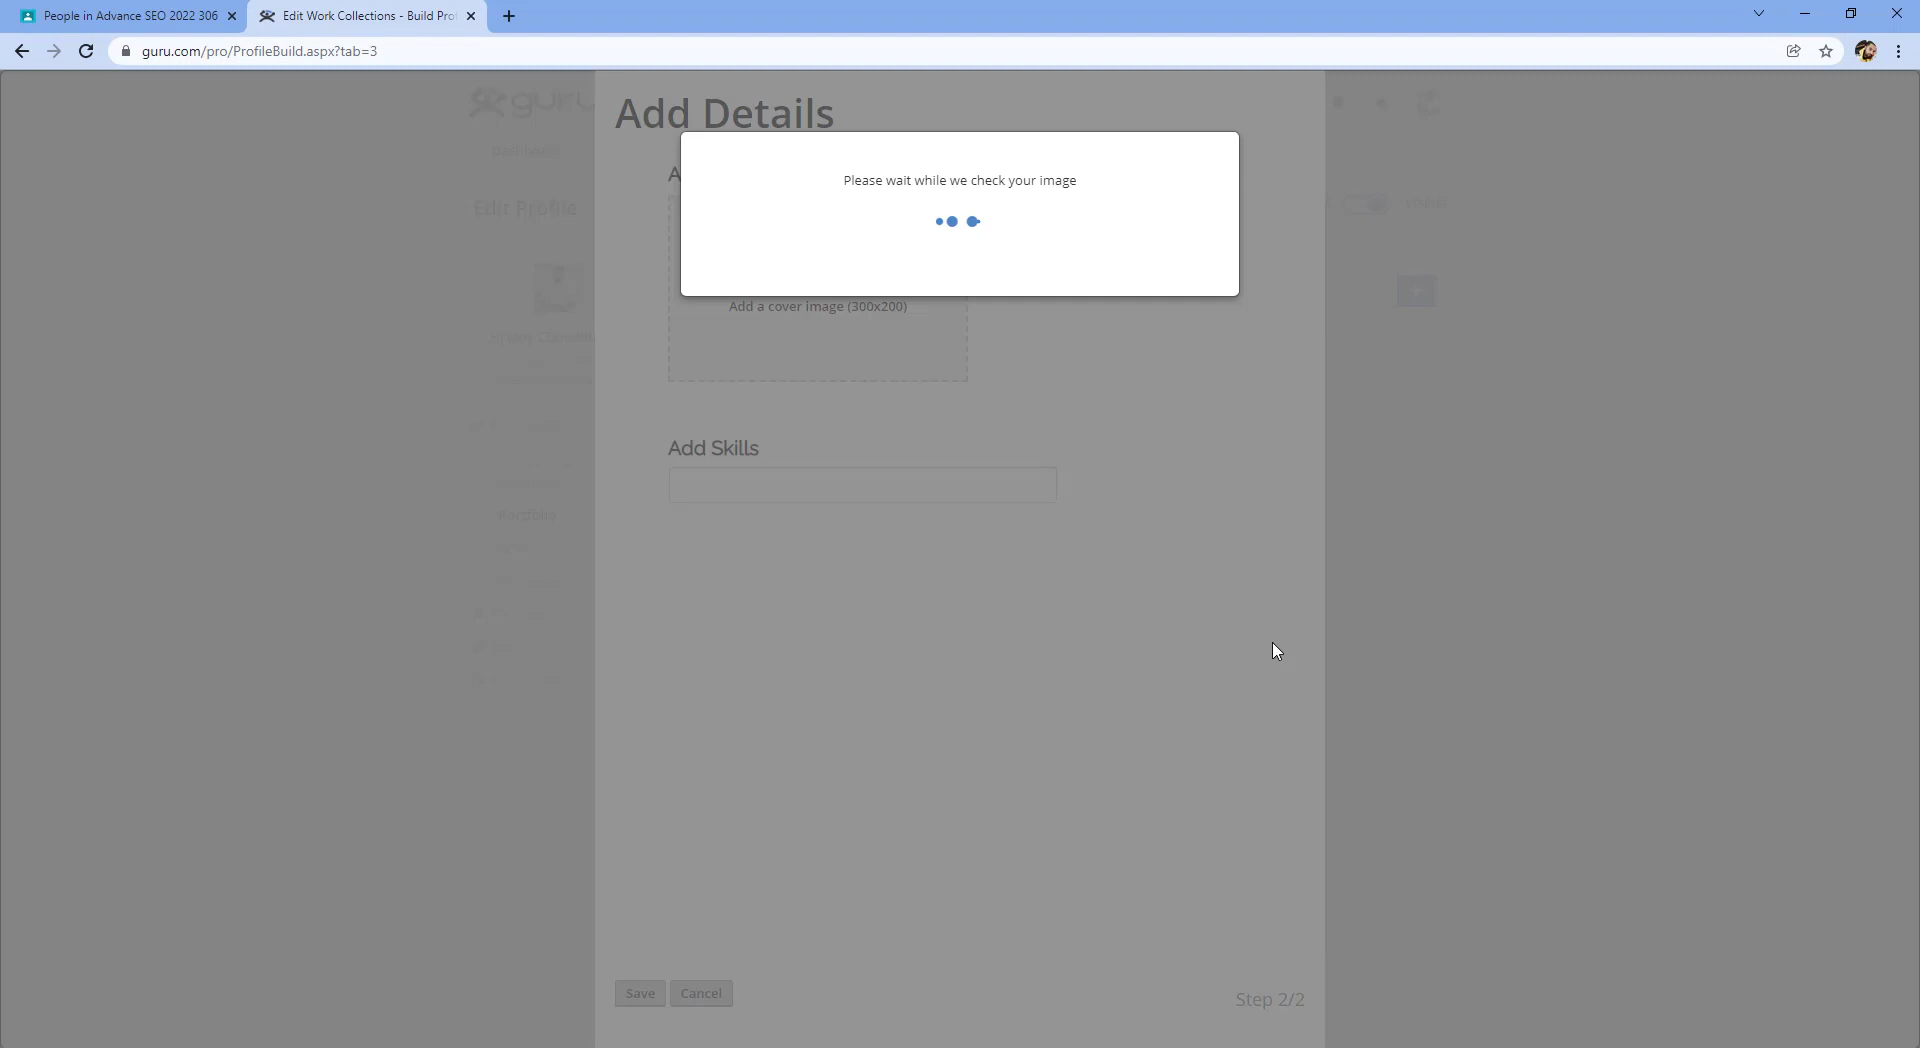 People in Advance SEO 2022 306
Edit Work Collections - Build Pro
guru.com/pro/ProfileBuild.aspx?tab=3
guru
Add Details
dashboard
Please wait while we check your image
Edit Profile
Add a cover image (300x200)
Add Skills
Portfolio
Save
Cancel
Step 2/2